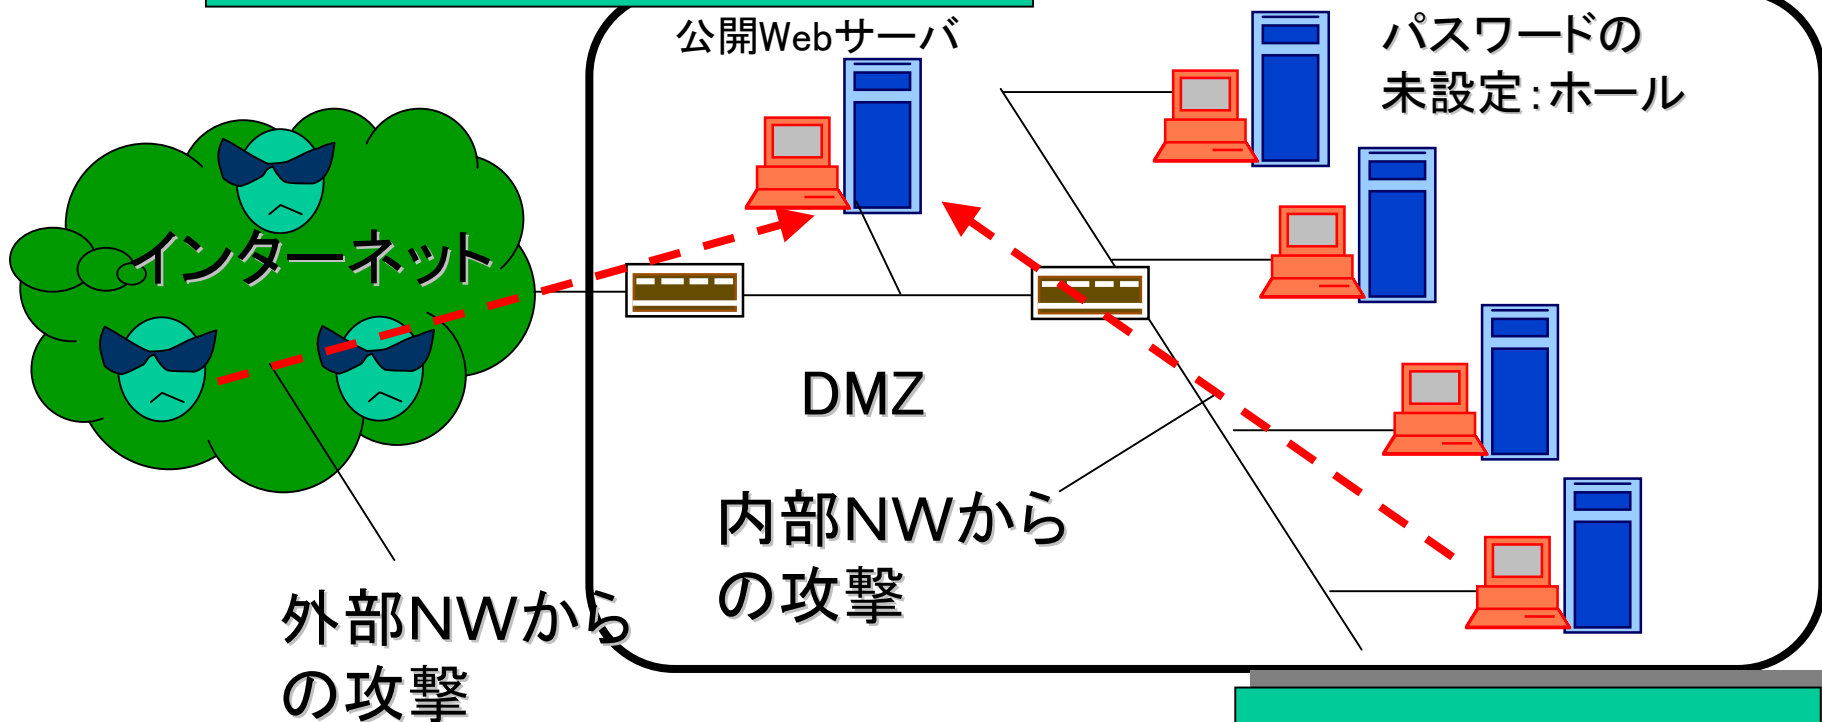 公開Webサーバ
パスワードの
未設定：ホール
インターネット
DMZ
内部NWから
の攻撃
外部NWから
の攻撃